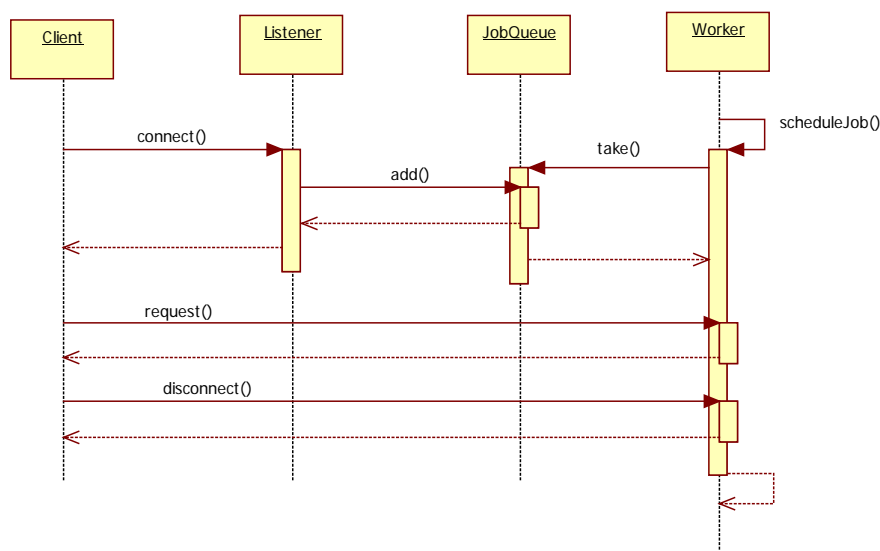 Client
Listener
JobQueue
Worker
scheduleJob()
connect()
take()
add()
request()
disconnect()